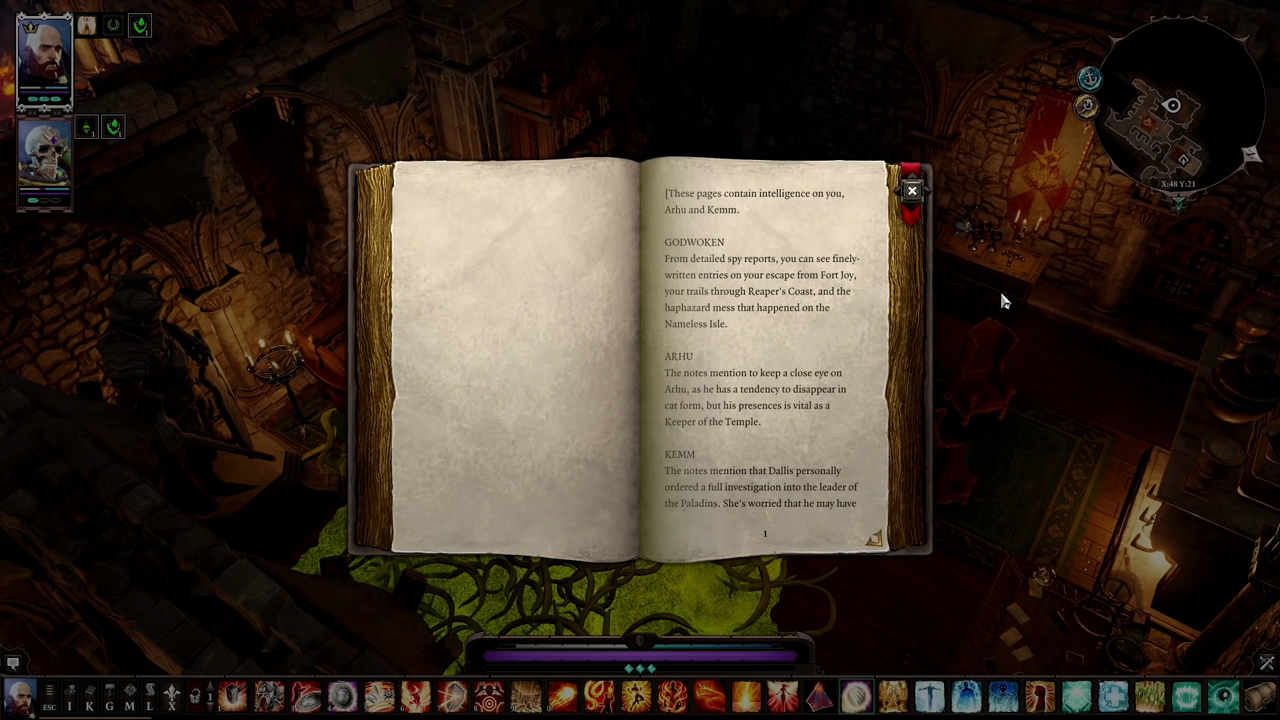 [These pages contain intelligence on you,
Arhu and Kemm.
GODWOKEN
From detailed spy reports, you can see finely-
written entries on your escape from Fort Joy,
your trails through Reaper's Coast, and the
haphazard mess that happened on the
Nameless Isle.
ARHU
The notes mention to keep a close eye on
Arhu, as he has a tendency to disappear in
cat form, but his presences is vital as a
Keeper of the Temple.
KEMM
The notes mention that Dallis personally
ordered a full investigation into the leader of
the Paladins. She's worried that he may have
1
X:48 Y:21
ESC I K G M L X